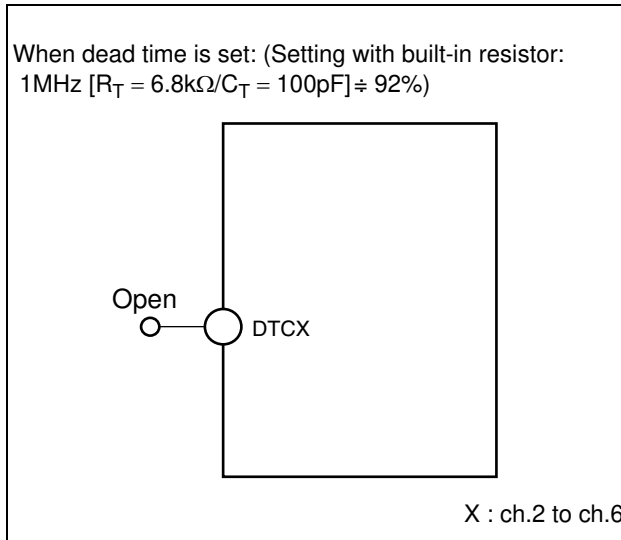 When dead time is set: (Setting with built-in resistor:
1MHz [RT = 6.8kΩ/CT = 100pF]≑ 92%)
Open
DTCX
X : ch.2 to ch.6